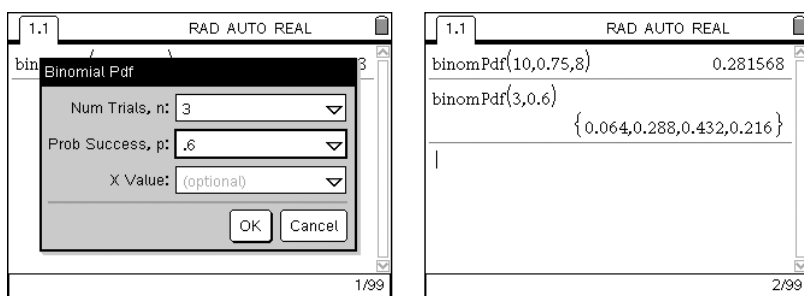 1.1 RAD AUTO REAL
bin 3
Binomial Pdf
Num Trials, n: 3
Prob Success, p: .6
X Value: (optional)
OK Cancel
1/99
1.1 RAD AUTO REAL
binomPdf(10,0.75,8) 0.281568
binomPdf(3,0.6)
{0.064,0.288,0.432,0.216}
2/99